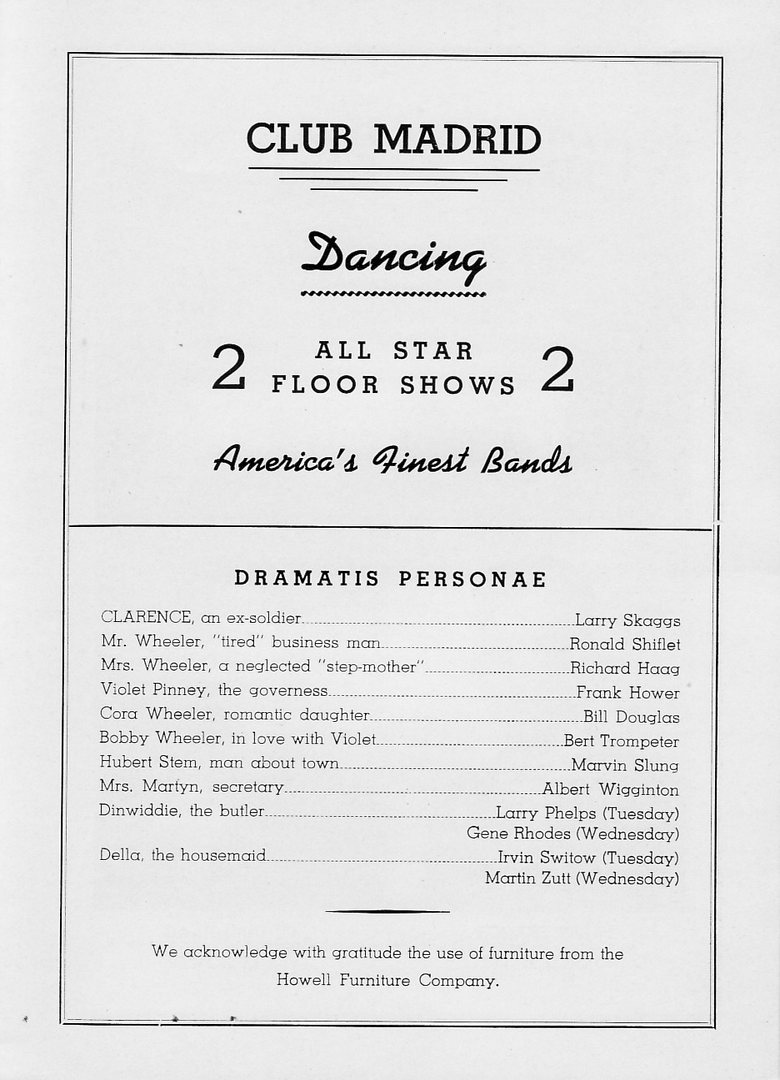 CLUB MADRID
Dancing
2 ALL STAR 2
FLOOR SHOWS
America's Finest Bands
DRAMATIS PERSONAE
CLARENCE, an ex-soldier Larry Skaggs
Mr. Wheeler, "tired" business man Ronald Shiflet
Mrs. Wheeler, a neglected "step-mother" Richard Haag
Violet Pinney, the governess Frank Hower
Cora Wheeler, romantic daughter Bill Douglas
Bobby Wheeler, in love with Violet Bert Trompeter
Hubert Stem, man about town Marvin Slung
Mrs. Martyn, secretary Albert Wigginton
Dinwiddie, the butler Larry Phelps (Tuesday)
Gene Rhodes (Wednesday)
Della, the housemaid Irvin Switow (Tuesday)
Martin Zutt (Wednesday)
We acknowledge with gratitude the use of furniture from the
Howell Furniture Company.